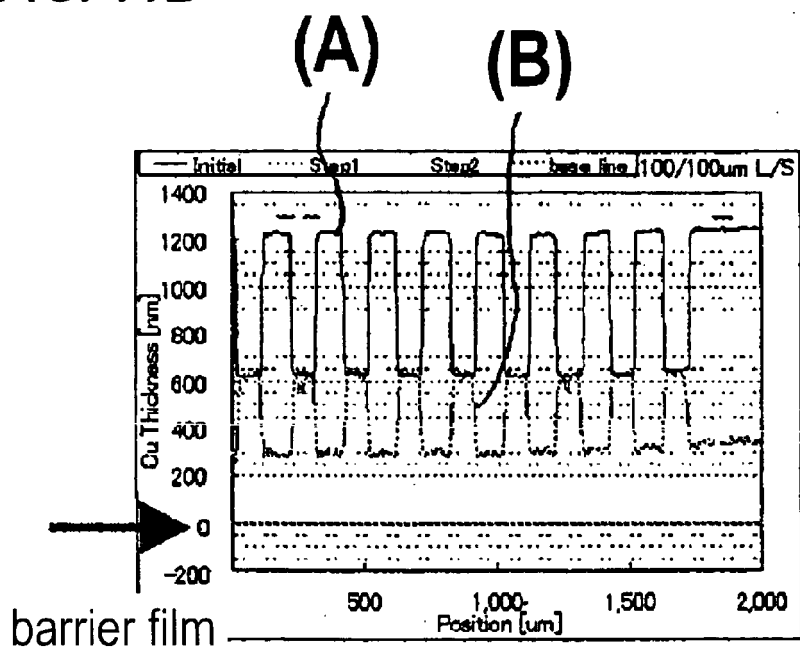 (A) (B)
Initial Step1 Step2 base line 100/100um L/S
1400
1200
1000
800
600
400
200
0
-200
Cu Thickness [nm]
500 1,000 1,500 2,000
Position [um]
barrier film